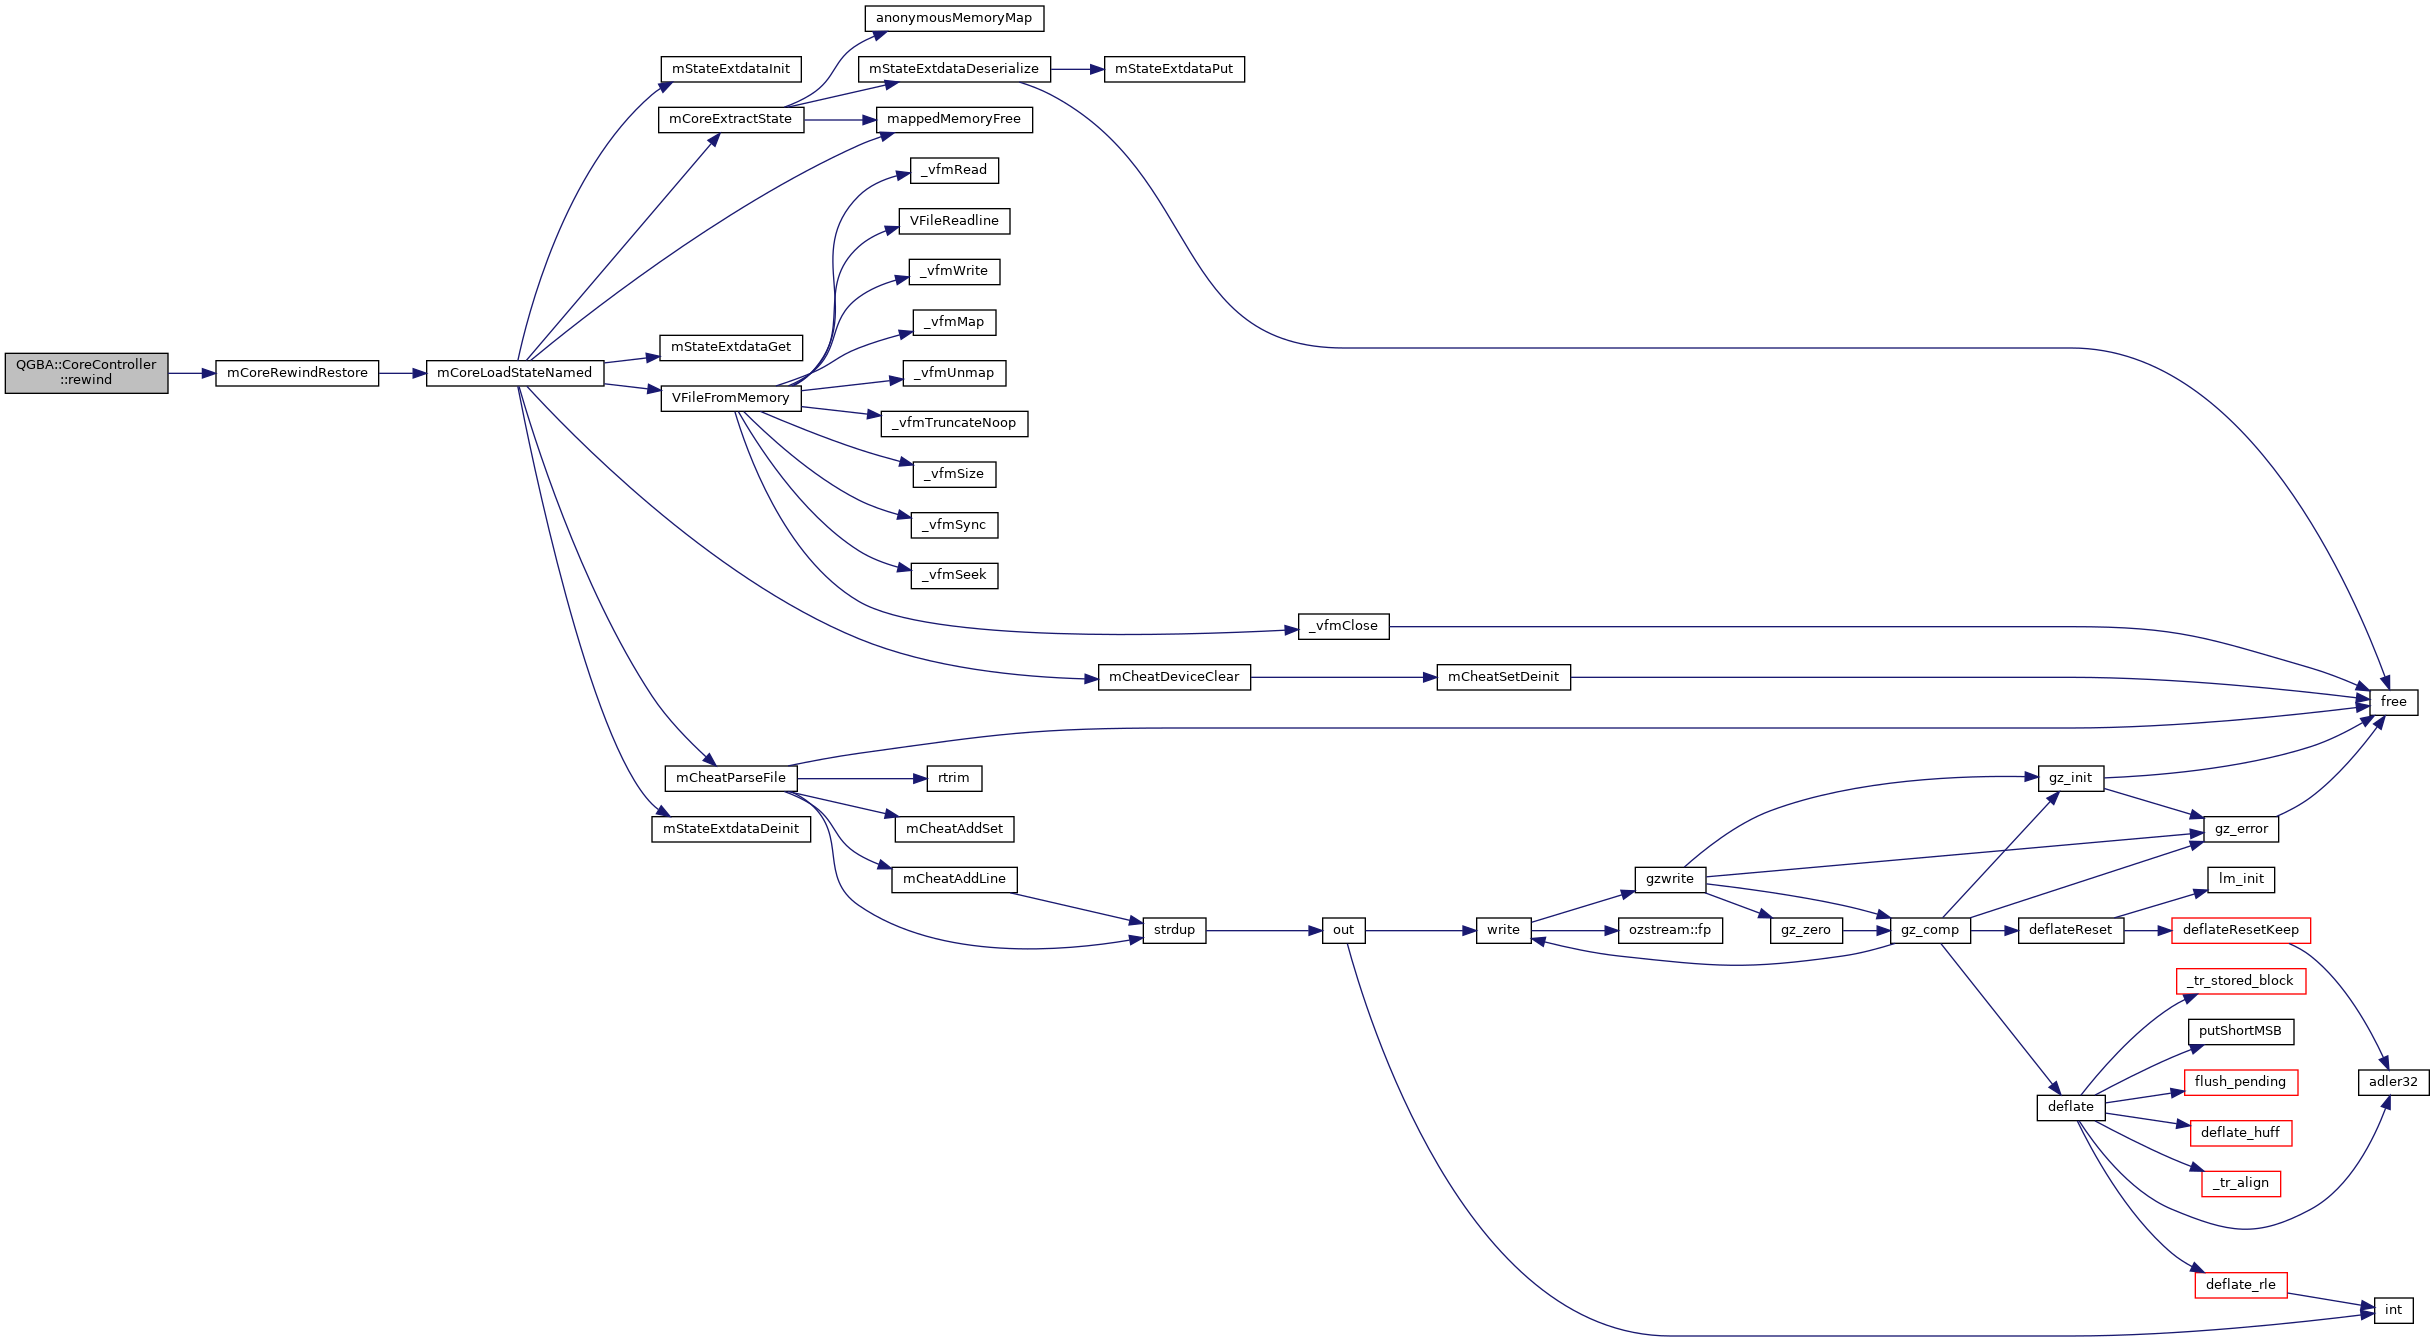 anonymousMemoryMap
mStateExtdataInit
mStateExtdataDeserialize
mStateExtdataPut
mCoreExtractState
mappedMemoryFree
_vfmRead
VFileReadline
_vfmWrite
_vfmMap
mStateExtdataGet
QGBA::CoreController
::rewind
mCoreRewindRestore
mCoreLoadStateNamed
_vfmUnmap
VFileFromMemory
_vfmTruncateNoop
_vfmSize
_vfmSync
_vfmSeek
_vfmClose
mCheatDeviceClear
mCheatSetDeinit
free
mCheatParseFile
rtrim
gz_init
mStateExtdataDeinit
mCheatAddSet
gz_error
mCheatAddLine
gzwrite
lm_init
strdup
out
write
ozstream::fp
gz_zero
gz_comp
deflateReset
deflateResetKeep
_tr_stored_block
putShortMSB
flush_pending
adler32
deflate
deflate_huff
_tr_align
deflate_rle
int